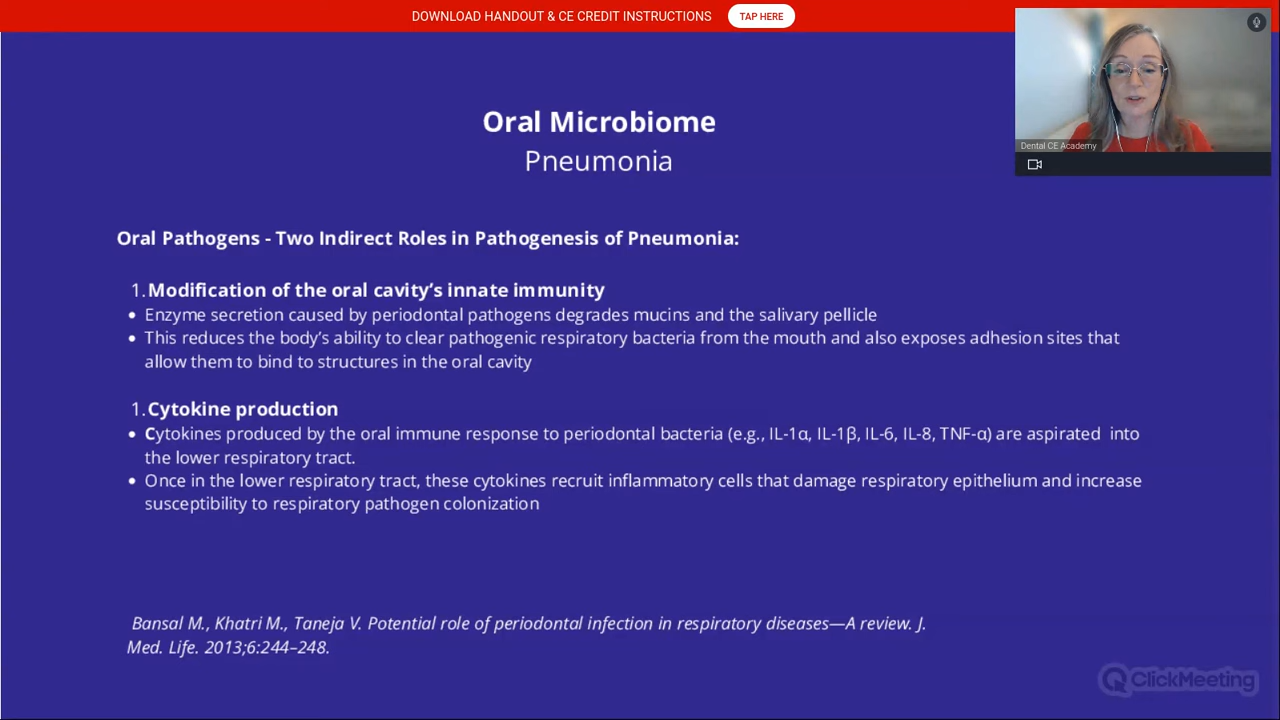 DOWNLOAD HANDOUT & CE CREDIT INSTRUCTIONS TAP HERE
Dental CE Academy
Oral Microbiome
Pneumonia
Oral Pathogens - Two Indirect Roles in Pathogenesis of Pneumonia:
1. Modification of the oral cavity’s innate immunity
• Enzyme secretion caused by periodontal pathogens degrades mucins and the salivary pellicle
• This reduces the body’s ability to clear pathogenic respiratory bacteria from the mouth and also exposes adhesion sites that
allow them to bind to structures in the oral cavity
1. Cytokine production
• Cytokines produced by the oral immune response to periodontal bacteria (e.g., IL-1α, IL-1β, IL-6, IL-8, TNF-α) are aspirated into
the lower respiratory tract.
• Once in the lower respiratory tract, these cytokines recruit inflammatory cells that damage respiratory epithelium and increase
susceptibility to respiratory pathogen colonization
Bansal M., Khatri M., Taneja V. Potential role of periodontal infection in respiratory diseases—A review. J.
Med. Life. 2013;6:244–248.
ClickMeeting